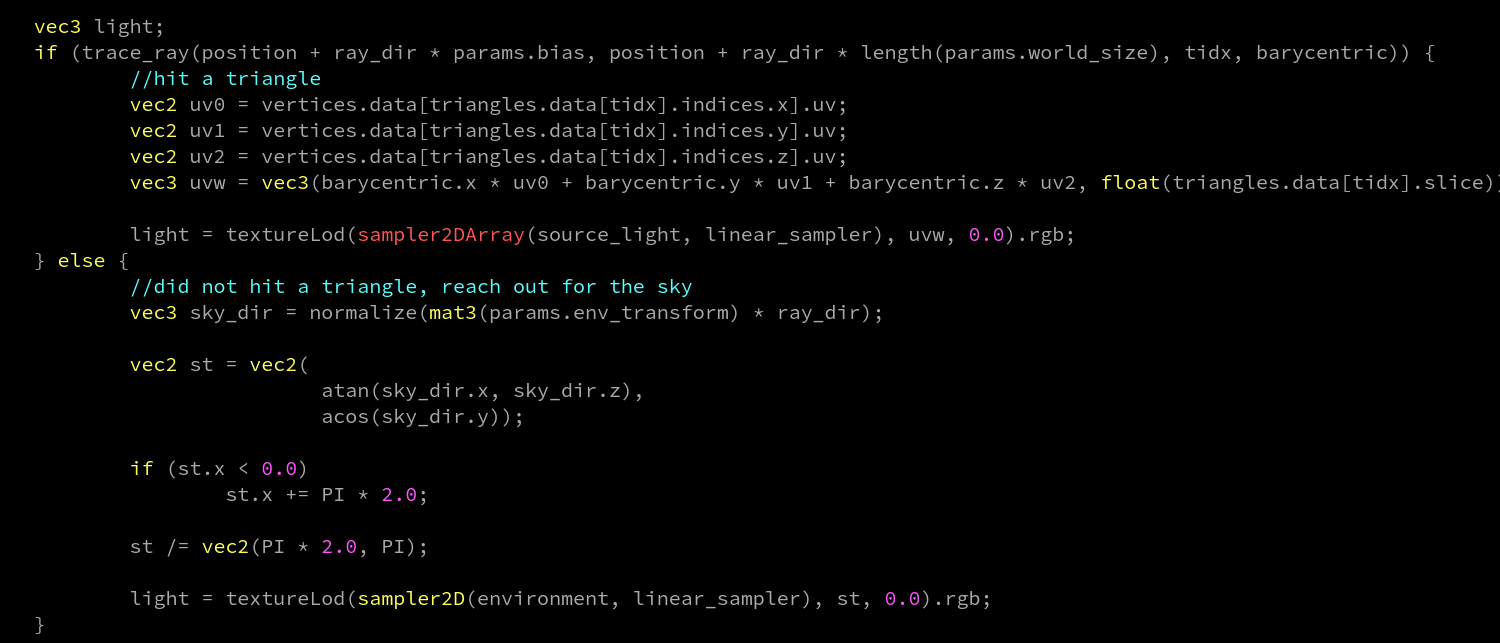 vec3 light;
if (trace_ray(position + ray_dir * params.bias, position + ray_dir * length(params.world_size), tidx, barycentric)) {
//hit a triangle
vec2 uv0 = vertices.data[triangles.data[tidx].indices.x].uv;
vec2 uv1 = vertices.data[triangles.data[tidx].indices.y].uv;
vec2 uv2 = vertices.data[triangles.data[tidx].indices.z].uv;
vec3 uvw = vec3(barycentric.x * uv0 + barycentric.y * uv1 + barycentric.z * uv2, float(triangles.data[tidx].slice))
light = textureLod(sampler2DArray(source_light, linear_sampler), uvw, 0.0).rgb;
} else {
//did not hit a triangle, reach out for the sky
vec3 sky_dir = normalize(mat3(params.env_transform) * ray_dir);
vec2 st = vec2(
atan(sky_dir.x, sky_dir.z),
acos(sky_dir.y));
if (st.x < 0.0)
st.x += PI * 2.0;
st /= vec2(PI * 2.0, PI);
light = textureLod(sampler2D(environment, linear_sampler), st, 0.0).rgb;
}